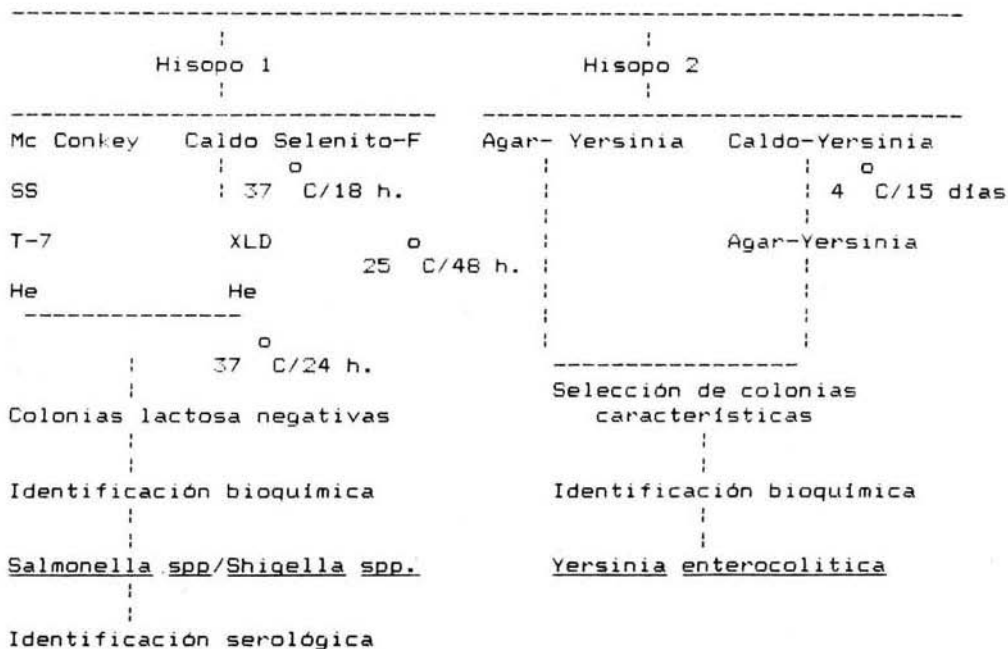 Hisopo 1 Hisopo 2
Mc Conkey Caldo Selenito-F Agar- Yersinia Caldo-Yersinia
SS 37 °C/18 h. 4 °C/15 días
T-7 XLD Agar-Yersinia
25 °C/48 h.
He He
37 °C/24 h.
Selección de colonias
Colonias lactosa negativas características
Identificación bioquímica Identificación bioquímica
Salmonella spp/Shigella spp. Yersinia enterocolitica
Identificación serológica